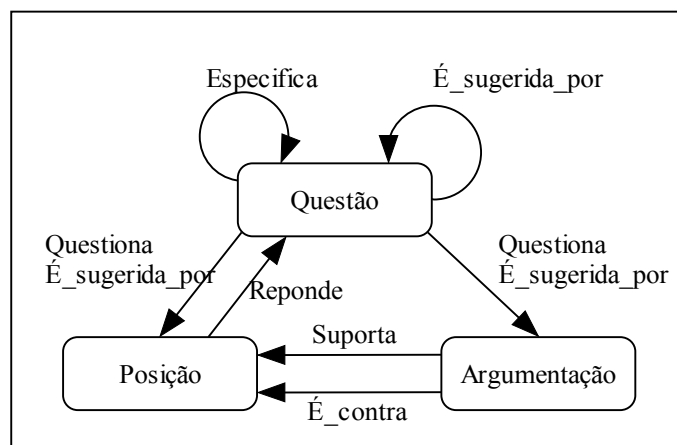 Especifica
É_sugerida_por
Questão
Questiona
É_sugerida_por
Questiona
É_sugerida_por
Reponde
Suporta
Posição
Argumentação
É_contra